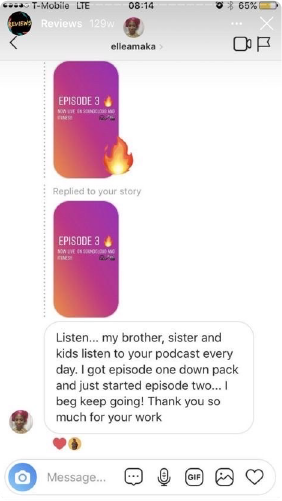 T-Mobile LTE 08:14 65%
REVIEWS Reviews 129w
elleamaka
EPISODE 3
NOW LIVE ON SOUNDCLOUD AND
Replied to your story
EPISODE 3
NOW LIVE ON SOUNDCLOUD AND
Listen... my brother, sister and
kids listen to your podcast every
day. I got episode one down pack
and just started episode two... I
beg keep going! Thank you so
much for your work
Message...
GIF